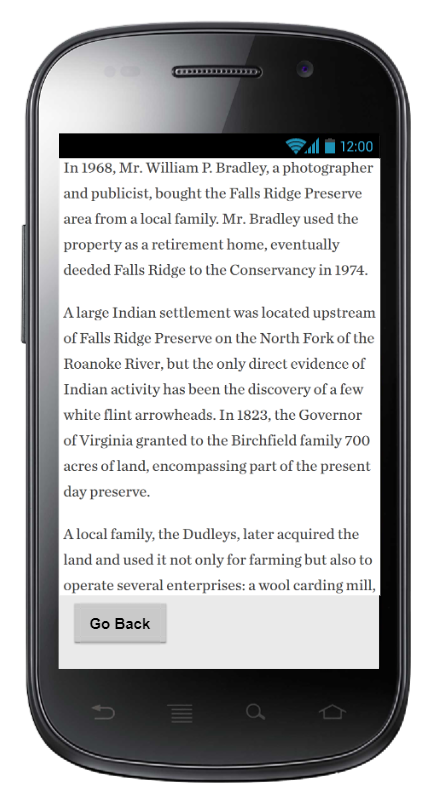 12:00
In 1968, Mr. William P. Bradley, a photographer
and publicist, bought the Falls Ridge Preserve
area from a local family. Mr. Bradley used the
property as a retirement home, eventually
deeded Falls Ridge to the Conservancy in 1974.
A large Indian settlement was located upstream
of Falls Ridge Preserve on the North Fork of the
Roanoke River, but the only direct evidence of
Indian activity has been the discovery of a few
white flint arrowheads. In 1823, the Governor
of Virginia granted to the Birchfield family 700
acres of land, encompassing part of the present
day preserve.
A local family, the Dudleys, later acquired the
land and used it not only for farming but also to
operate several enterprises: a wool carding mill,
Go Back